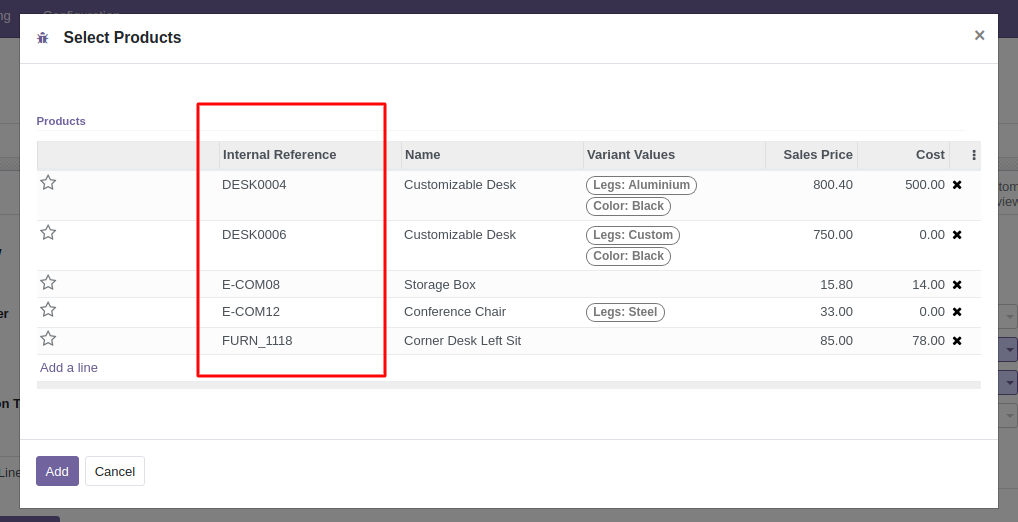 Select Products ×
Products
Internal Reference Name Variant Values Sales Price Cost
DESK0004 Customizable Desk Legs: Aluminium 800.40 500.00
Color: Black
DESK0006 Customizable Desk Legs: Custom 750.00 0.00
Color: Black
E-COM08 Storage Box 15.80 14.00
E-COM12 Conference Chair Legs: Steel 33.00 0.00
FURN_1118 Corner Desk Left Sit 85.00 78.00
Add a line
Add Cancel